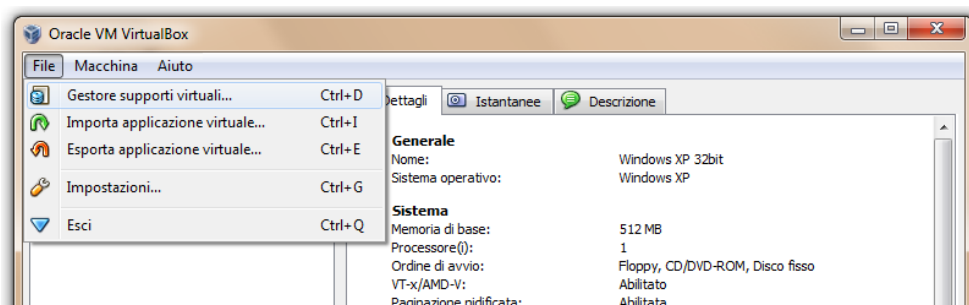 Oracle VM VirtualBox
File Macchina Aiuto
Gestore supporti virtuali... Ctrl+D
Importa applicazione virtuale... Ctrl+I
Esporta applicazione virtuale... Ctrl+E
Impostazioni... Ctrl+G
Esci Ctrl+Q
Dettagli Istantanee Descrizione
Generale
Nome: Windows XP 32bit
Sistema operativo: Windows XP
Sistema
Memoria di base: 512 MB
Processore(i): 1
Ordine di avvio: Floppy, CD/DVD-ROM, Disco fisso
VT-x/AMD-V: Abilitato
Paginazione nidificata: Abilitata